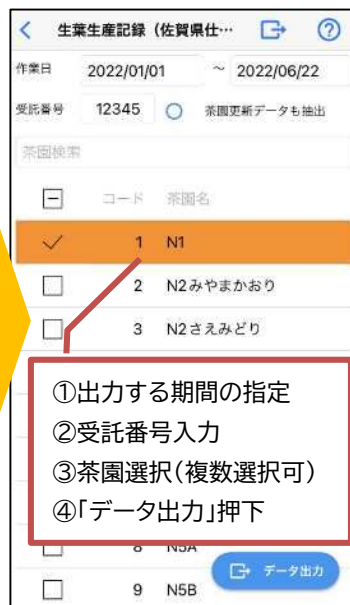 生葉生産記録（佐賀県仕…
作業日 2022/01/01 ~ 2022/06/22
受託番号 12345 茶園更新データも抽出
茶園検索
コード 茶園名
1 N1
2 N2みやまかおり
3 N2さえみどり
①出力する期間の指定
②受託番号入力
③茶園選択（複数選択可）
④「データ出力」押下
8 N5A
データ出力
9 N5B